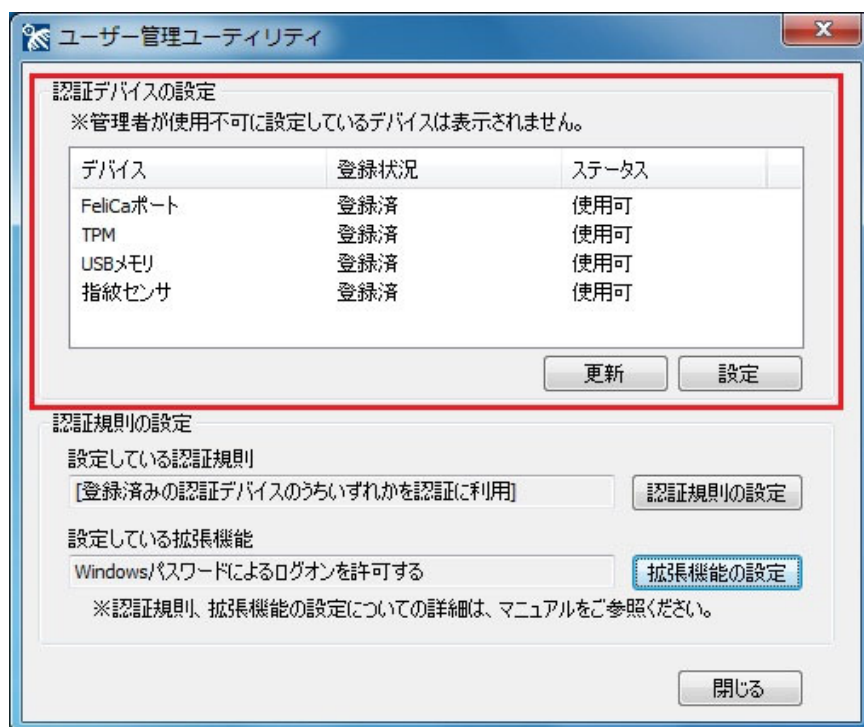 ユーザー管理ユーティリティ
認証デバイスの設定
※管理者が使用不可に設定しているデバイスは表示されません。
デバイス 登録状況 ステータス
FeliCaポート 登録済 使用可
TPM 登録済 使用可
USBメモリ 登録済 使用可
指紋センサ 登録済 使用可
更新 設定
認証規則の設定
設定している認証規則
[登録済みの認証デバイスのうちいずれかを認証に利用] 認証規則の設定
設定している拡張機能
Windowsパスワードによるログオンを許可する 拡張機能の設定
※認証規則、拡張機能の設定についての詳細は、マニュアルをご参照ください。
閉じる